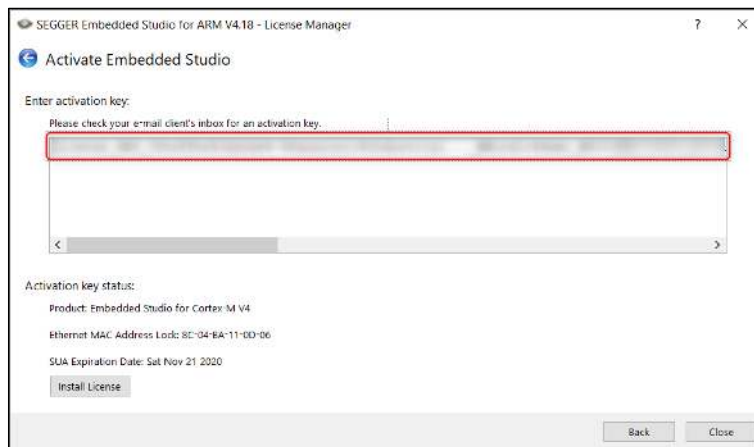 SEGGER Embedded Studio for ARM V4.18 - License Manager
Activate Embedded Studio
Enter activation key:
Please check your e-mail client's inbox for an activation key.
Activation key status:
Product: Embedded Studio for Cortex-M V4
Ethernet MAC Address Lock: 8C-04-BA-11-0D-06
SUA Expiration Date: Sat Nov 21 2020
Install License
Back Close